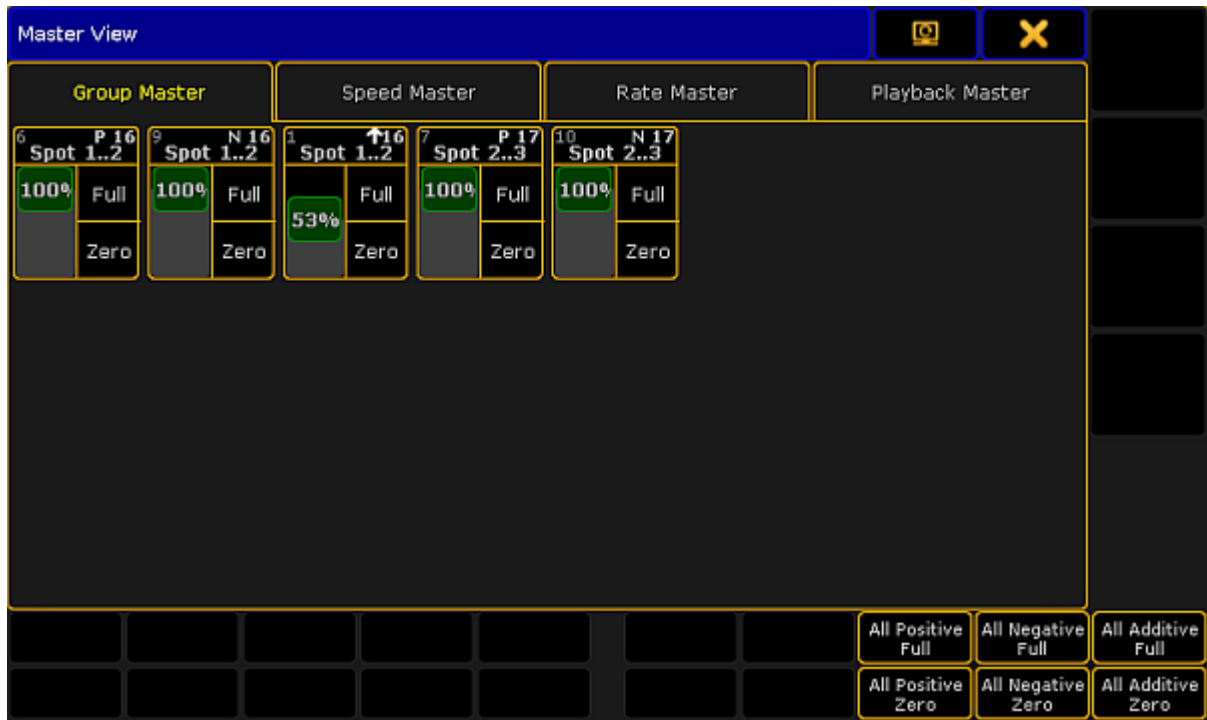 Master View
Group Master
Speed Master
Rate Master
Playback Master
6 P 16
Spot 1..2
100%
Full
Zero
9 N 16
Spot 1..2
100%
Full
Zero
1 ↑16
Spot 1..2
53%
Full
Zero
7 P 17
Spot 2..3
100%
Full
Zero
10 N 17
Spot 2..3
100%
Full
Zero
All Positive
Full
All Negative
Full
All Additive
Full
All Positive
Zero
All Negative
Zero
All Additive
Zero